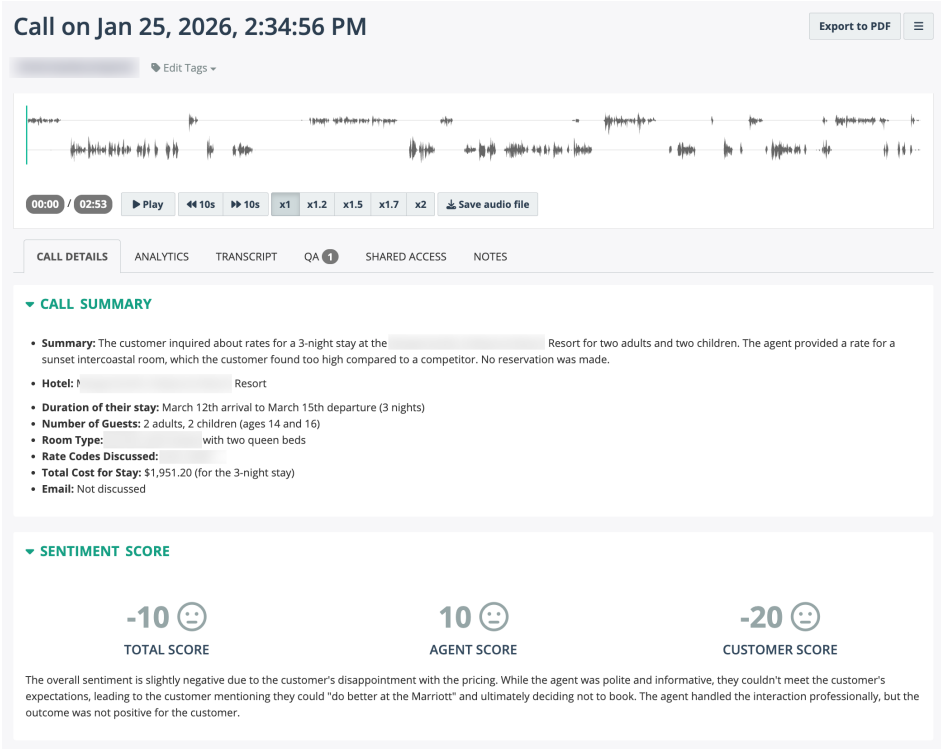 Call on Jan 25, 2026, 2:34:56 PM
Export to PDF
Edit Tags
00:00 / 02:53 Play 10s 10s x1 x1.2 x1.5 x1.7 x2 Save audio file
CALL DETAILS ANALYTICS TRANSCRIPT QA 1 SHARED ACCESS NOTES
CALL SUMMARY
• Summary: The customer inquired about rates for a 3-night stay at the Resort for two adults and two children. The agent provided a rate for a
sunset intercoastal room, which the customer found too high compared to a competitor. No reservation was made.
• Hotel: Resort
• Duration of their stay: March 12th arrival to March 15th departure (3 nights)
• Number of Guests: 2 adults, 2 children (ages 14 and 16)
• Room Type: with two queen beds
• Rate Codes Discussed:
• Total Cost for Stay: $1,951.20 (for the 3-night stay)
• Email: Not discussed
SENTIMENT SCORE
-10 10 -20
TOTAL SCORE AGENT SCORE CUSTOMER SCORE
The overall sentiment is slightly negative due to the customer's disappointment with the pricing. While the agent was polite and informative, they couldn't meet the customer's
expectations, leading to the customer mentioning they could "do better at the Marriott" and ultimately deciding not to book. The agent handled the interaction professionally, but the
outcome was not positive for the customer.